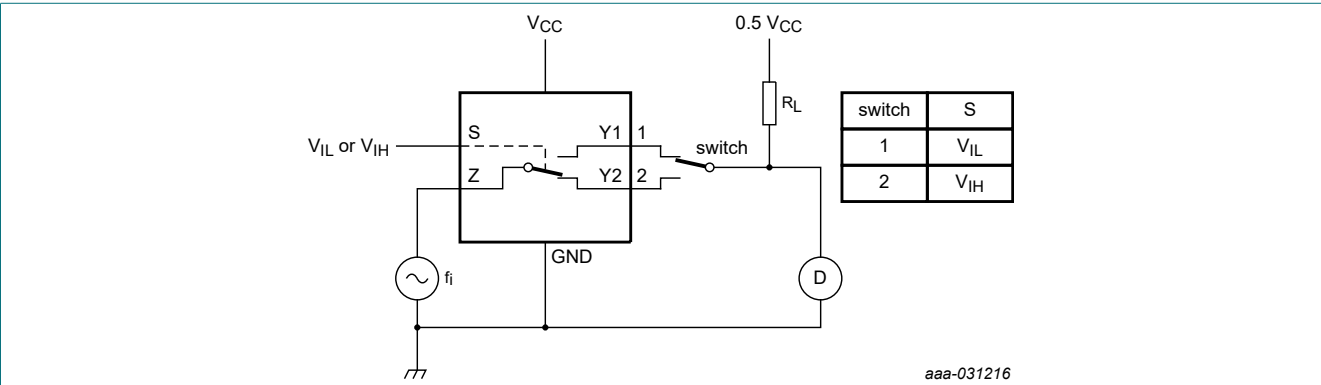 VCC
0.5 VCC
RL
switch S
1 VIL
2 VIH
S
Y1 1
switch
VIL or VIH
Z
Y2 2
GND
fi
D
aaa-031216